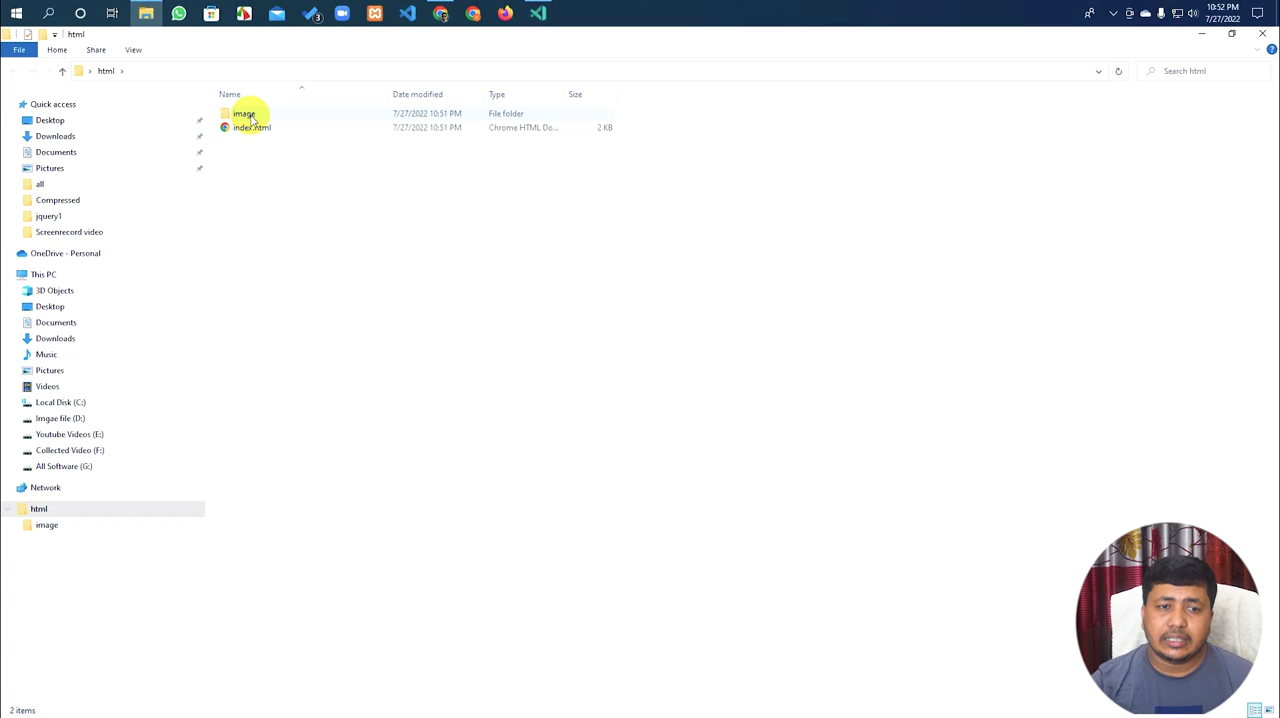 3
10:52 PM
7/27/2022
html
File Home Share View
html
Search html
Name Date modified Type Size
image 7/27/2022 10:51 PM File folder
index.html 7/27/2022 10:51 PM Chrome HTML Do... 2 KB
Quick access
Desktop
Downloads
Documents
Pictures
all
Compressed
jquery1
Screenrecord video
OneDrive - Personal
This PC
3D Objects
Desktop
Documents
Downloads
Music
Pictures
Videos
Local Disk (C:)
Imgae file (D:)
Youtube Videos (E:)
Collected Video (F:)
All Software (G:)
Network
html
image
2 items